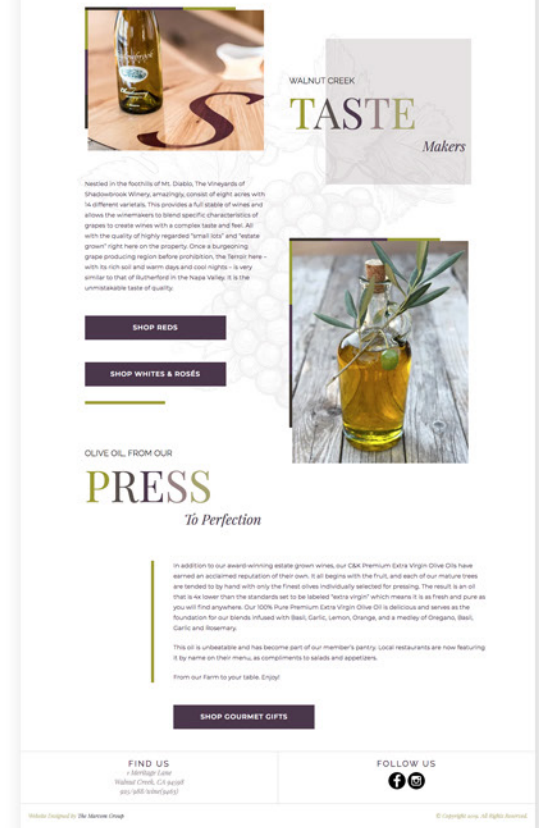 WALNUT CREEK
TASTE
Makers
Nestled in the foothills of Mt. Diablo, The Vineyards of
Shadowbrook Winery, amazingly, consist of eight acres with
14 different varietals. This provides a full stable of wines and
allows the winemakers to blend specific characteristics of
grapes to create wines with a complex taste and feel. All
with the quality of highly regarded "small lots" and "estate
grown" right here on the property. Once a burgeoning
grape producing region before prohibition, the Terroir here –
with its rich soil and warm days and cool nights – is very
similar to that of Rutherford in the Napa Valley. It is the
unmistakable taste of quality.
SHOP REDS
SHOP WHITES & ROSÉS
OLIVE OIL, FROM OUR
PRESS
To Perfection
In addition to our award-winning estate grown wines, our C&K Premium Extra Virgin Olive Oils have
earned an acclaimed reputation of their own. It all begins with the fruit, and each of our mature trees
are tended to by hand with only the finest olives individually selected for pressing. The result is an oil
that is 4x lower than the standards set to be labeled "extra virgin" which means it is as fresh and pure as
you will find anywhere. Our 100% Pure Premium Extra Virgin Olive Oil is delicious and serves as the
foundation for our blends infused with Basil, Garlic, Lemon, Orange, and a medley of Oregano, Basil,
Garlic and Rosemary.
This oil is unbeatable and has become part of our member's pantry. Local restaurants are now featuring
it by name on their menu, as compliments to salads and appetizers.
From our Farm to your table. Enjoy!
SHOP GOURMET GIFTS
FIND US
1 Meritage Lane
Walnut Creek, CA 94598
FOLLOW US
Website Designed by The Marcom Group
© Copyright 2019. All Rights Reserved.